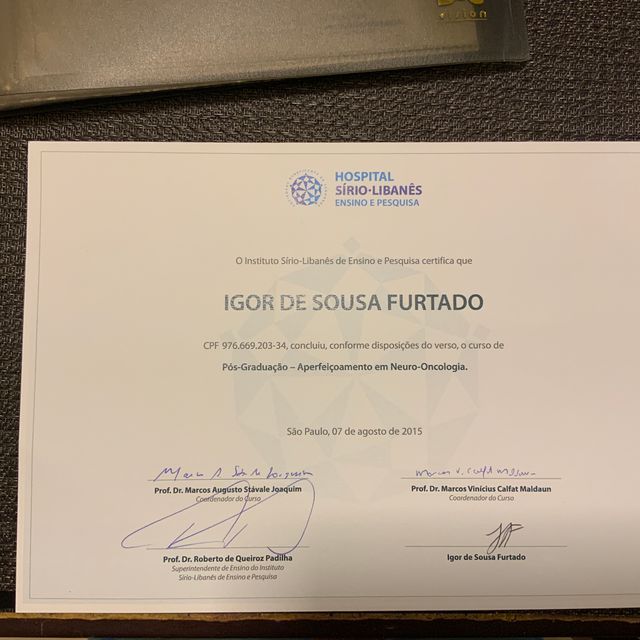 HOSPITAL
SÍRIO•LIBANÊS
ENSINO E PESQUISA
O Instituto Sírio-Libanês de Ensino e Pesquisa certifica que
IGOR DE SOUSA FURTADO
CPF 976.669.203-34, concluiu, conforme disposições do verso, o curso de
Pós-Graduação – Aperfeiçoamento em Neuro-Oncologia.
São Paulo, 07 de agosto de 2015
Prof. Dr. Marcos Augusto Stávale Joaquim
Coordenador do Curso
Prof. Dr. Marcos Vinícius Calfat Maldaun
Coordenador do Curso
Prof. Dr. Roberto de Queiroz Padilha
Superintendente de Ensino do Instituto
Sírio-Libanês de Ensino e Pesquisa
Igor de Sousa Furtado